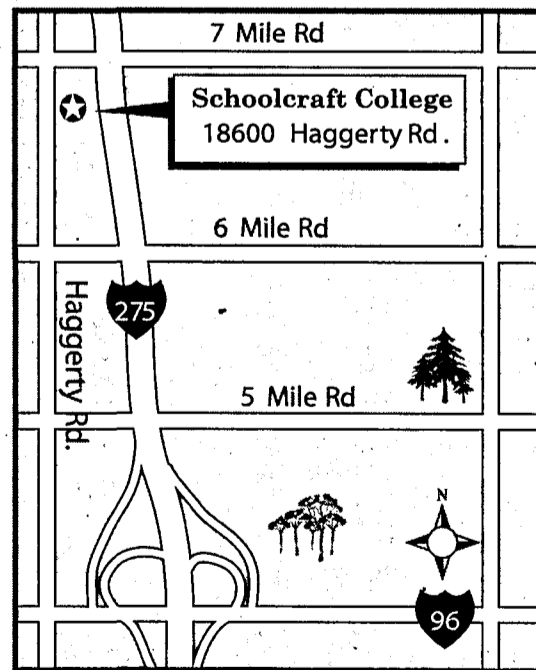 7 Mile Rd
Schoolcraft College
18600 Haggerty Rd.
6 Mile Rd
Haggerty Rd.
275
5 Mile Rd
N
96